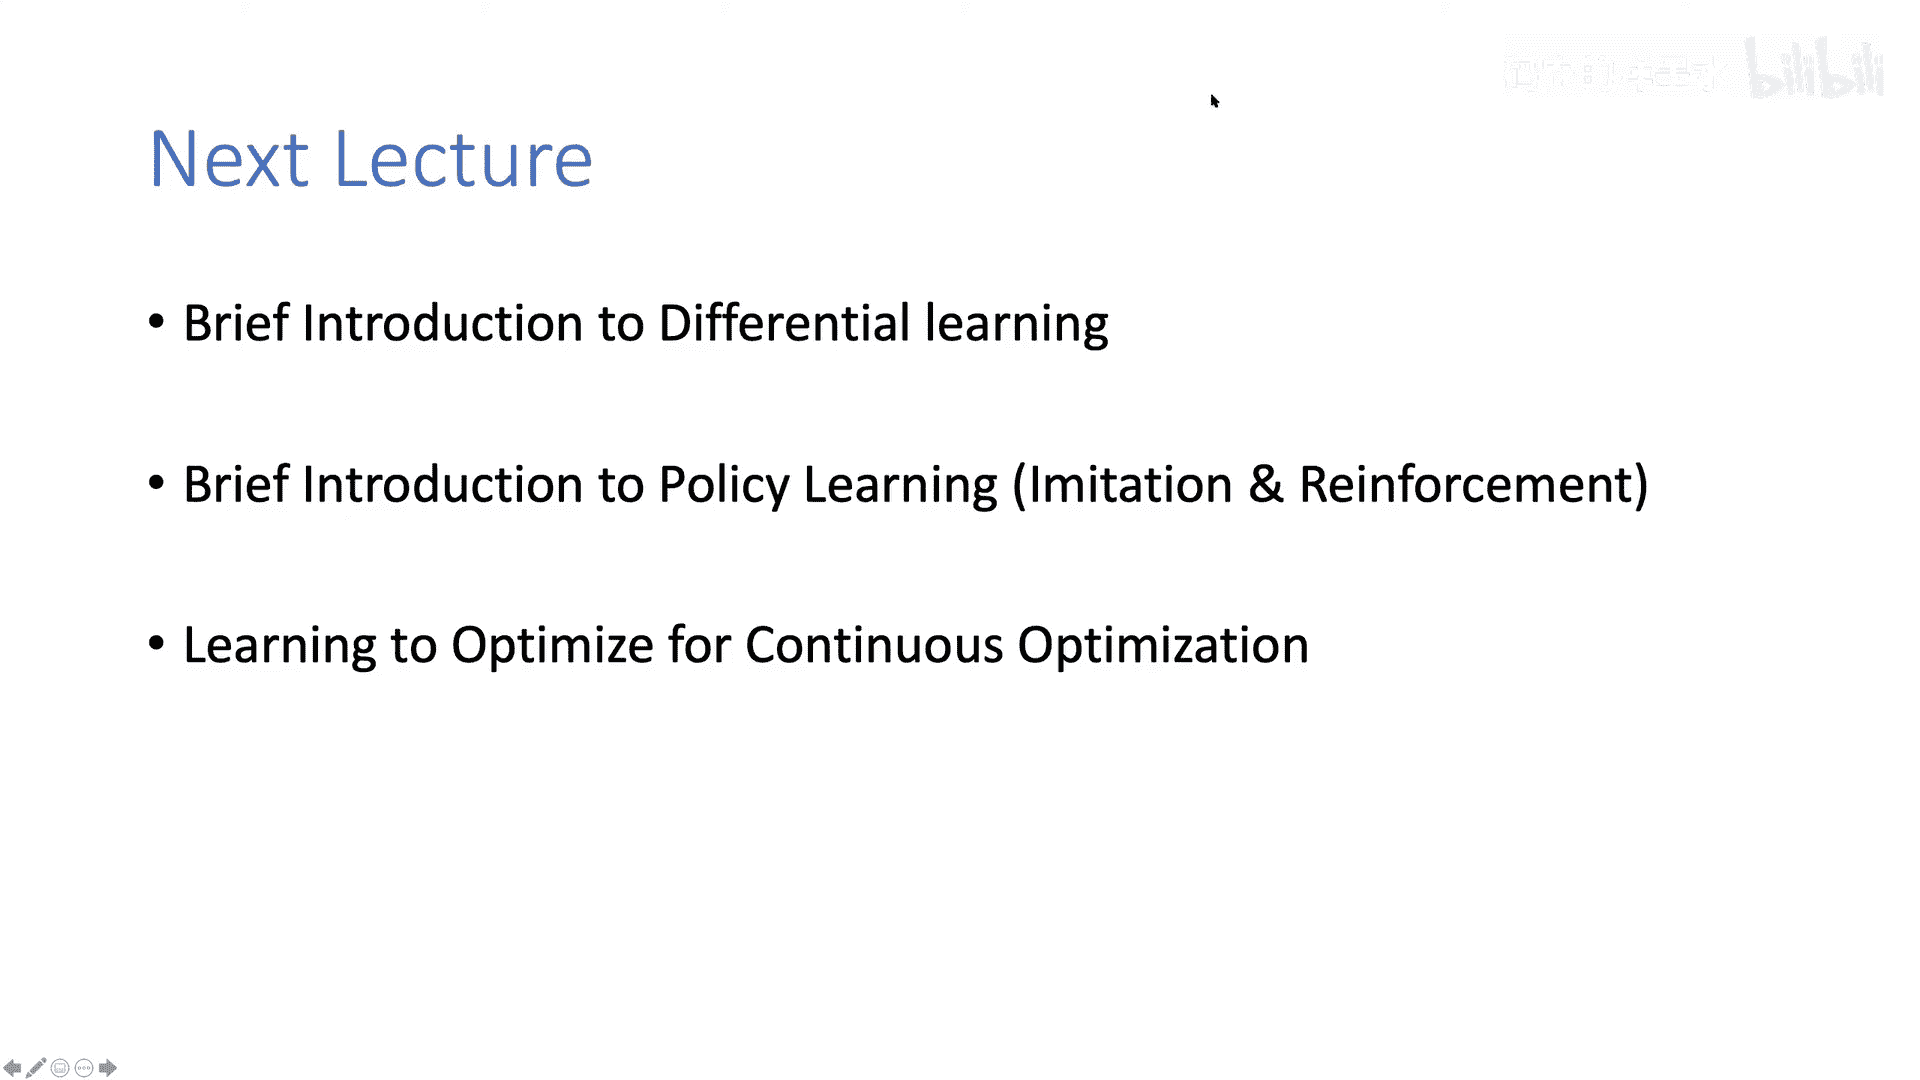 bilibili
Next Lecture
• Brief Introduction to Differential learning
• Brief Introduction to Policy Learning (Imitation & Reinforcement)
• Learning to Optimize for Continuous Optimization